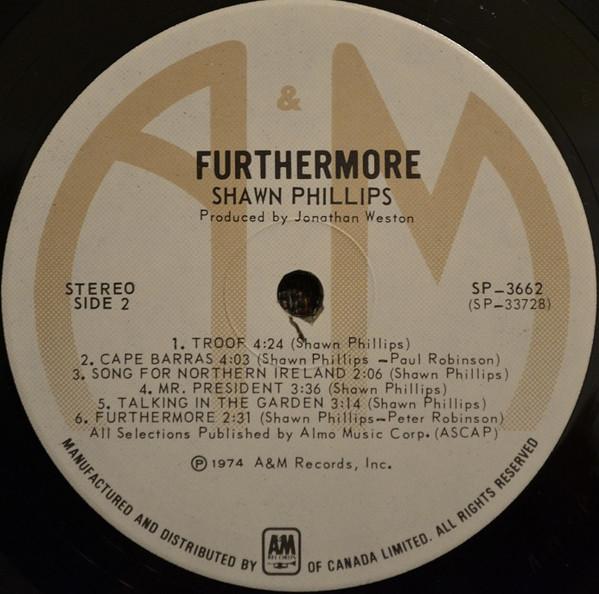 A & M
FURTHERMORE
SHAWN PHILLIPS
Produced by Jonathan Weston
STEREO
SIDE 2
SP-3662
(SP-33728)
1. TROOF 4:24 (Shawn Phillips)
2. CAPE BARRAS 4:03 (Shawn Phillips -Paul Robinson)
3. SONG FOR NORTHERN IRELAND 2:06 (Shawn Phillips)
4. MR. PRESIDENT 3:36 (Shawn Phillips)
5. TALKING IN THE GARDEN 3:14 (Shawn Phillips)
6. FURTHERMORE 2:31 (Shawn Phillips-Peter Robinson)
All Selections Published by Almo Music Corp. (ASCAP)
℗ 1974 A&M Records, Inc.
MANUFACTURED AND DISTRIBUTED BY A&M RECORDS OF CANADA LIMITED. ALL RIGHTS RESERVED